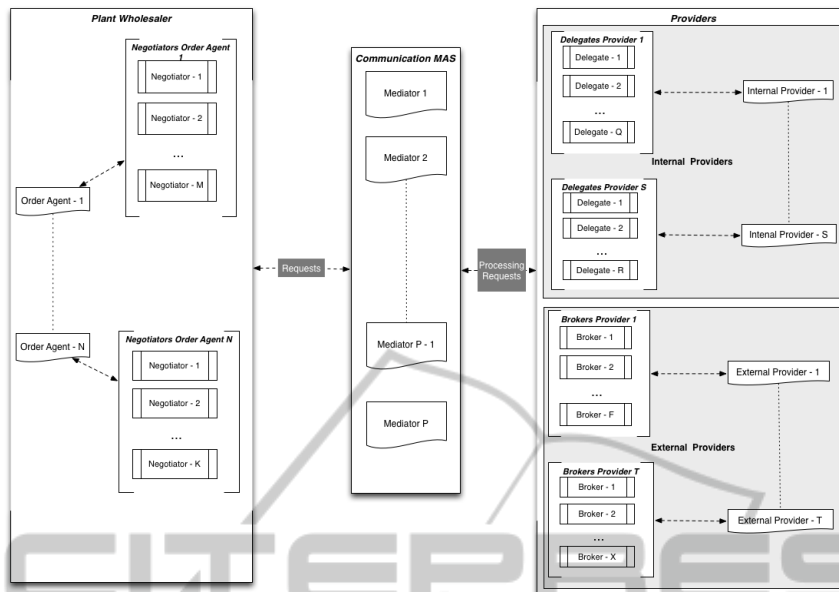 Plant Wholesaler
Negotiators Order Agent
1
Negotiator - 1
Negotiator - 2
...
Negotiator - M
Order Agent - 1
Order Agent - N
Negotiators Order Agent N
Negotiator - 1
Negotiator - 2
...
Negotiator - K
Requests
Communication MAS
Mediator 1
Mediator 2
Mediator P - 1
Mediator P
Processing
Requests
Providers
Delegates Provider 1
Delegate - 1
Delegate - 2
...
Delegate - Q
Internal Provider - 1
Internal Providers
Delegates Provider S
Delegate - 1
Delegate - 2
...
Delegate - R
Intenal Provider - S
Brokers Provider 1
Broker - 1
Broker - 2
...
Broker - F
External Provider - 1
External Providers
Brokers Provider T
Broker - 1
Broker - 2
...
Broker - X
External Provider - T